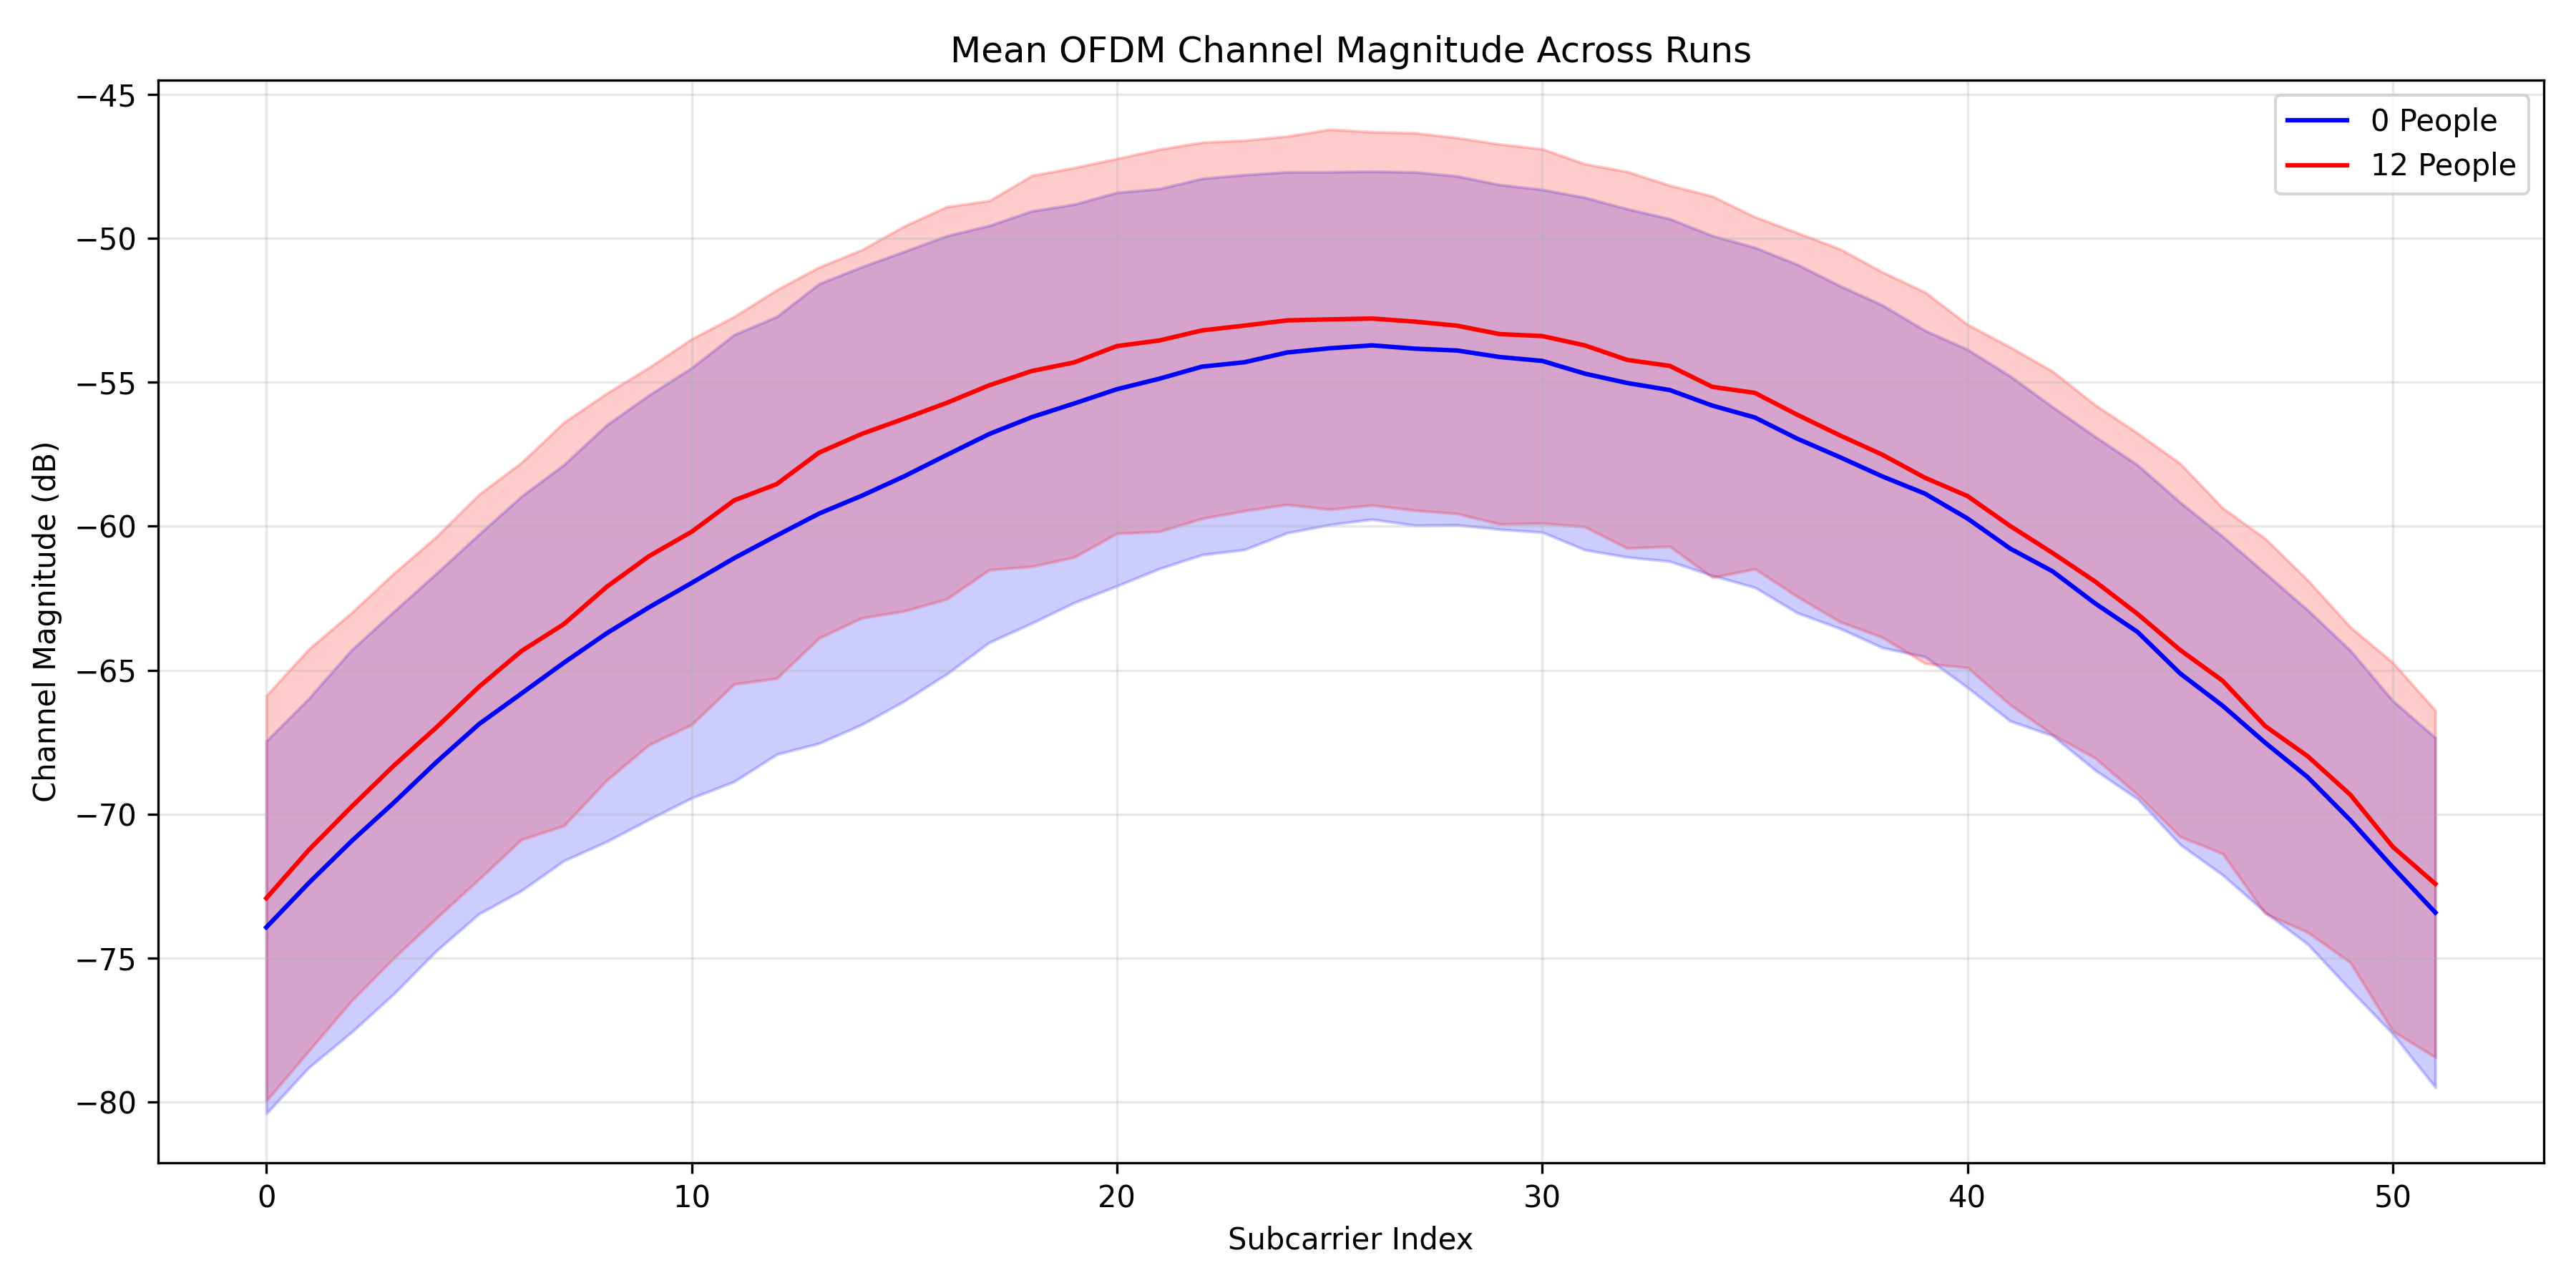 Mean OFDM Channel Magnitude Across Runs
−45
−50
−55
−60
−65
−70
−75
−80
Channel Magnitude (dB)
0 People
12 People
0
10
20
30
40
50
Subcarrier Index